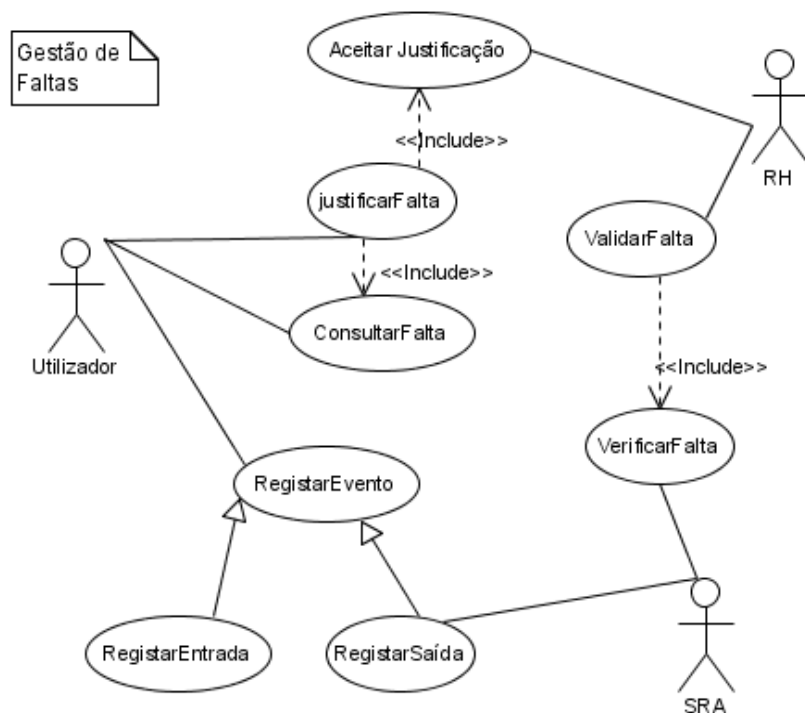 Gestão de
Faltas
Aceitar Justificação
<<Include>>
RH
justificarFalta
ValidarFalta
<<Include>>
ConsultarFalta
Utilizador
<<Include>>
VerificarFalta
RegistarEvento
RegistarEntrada
RegistarSaída
SRA